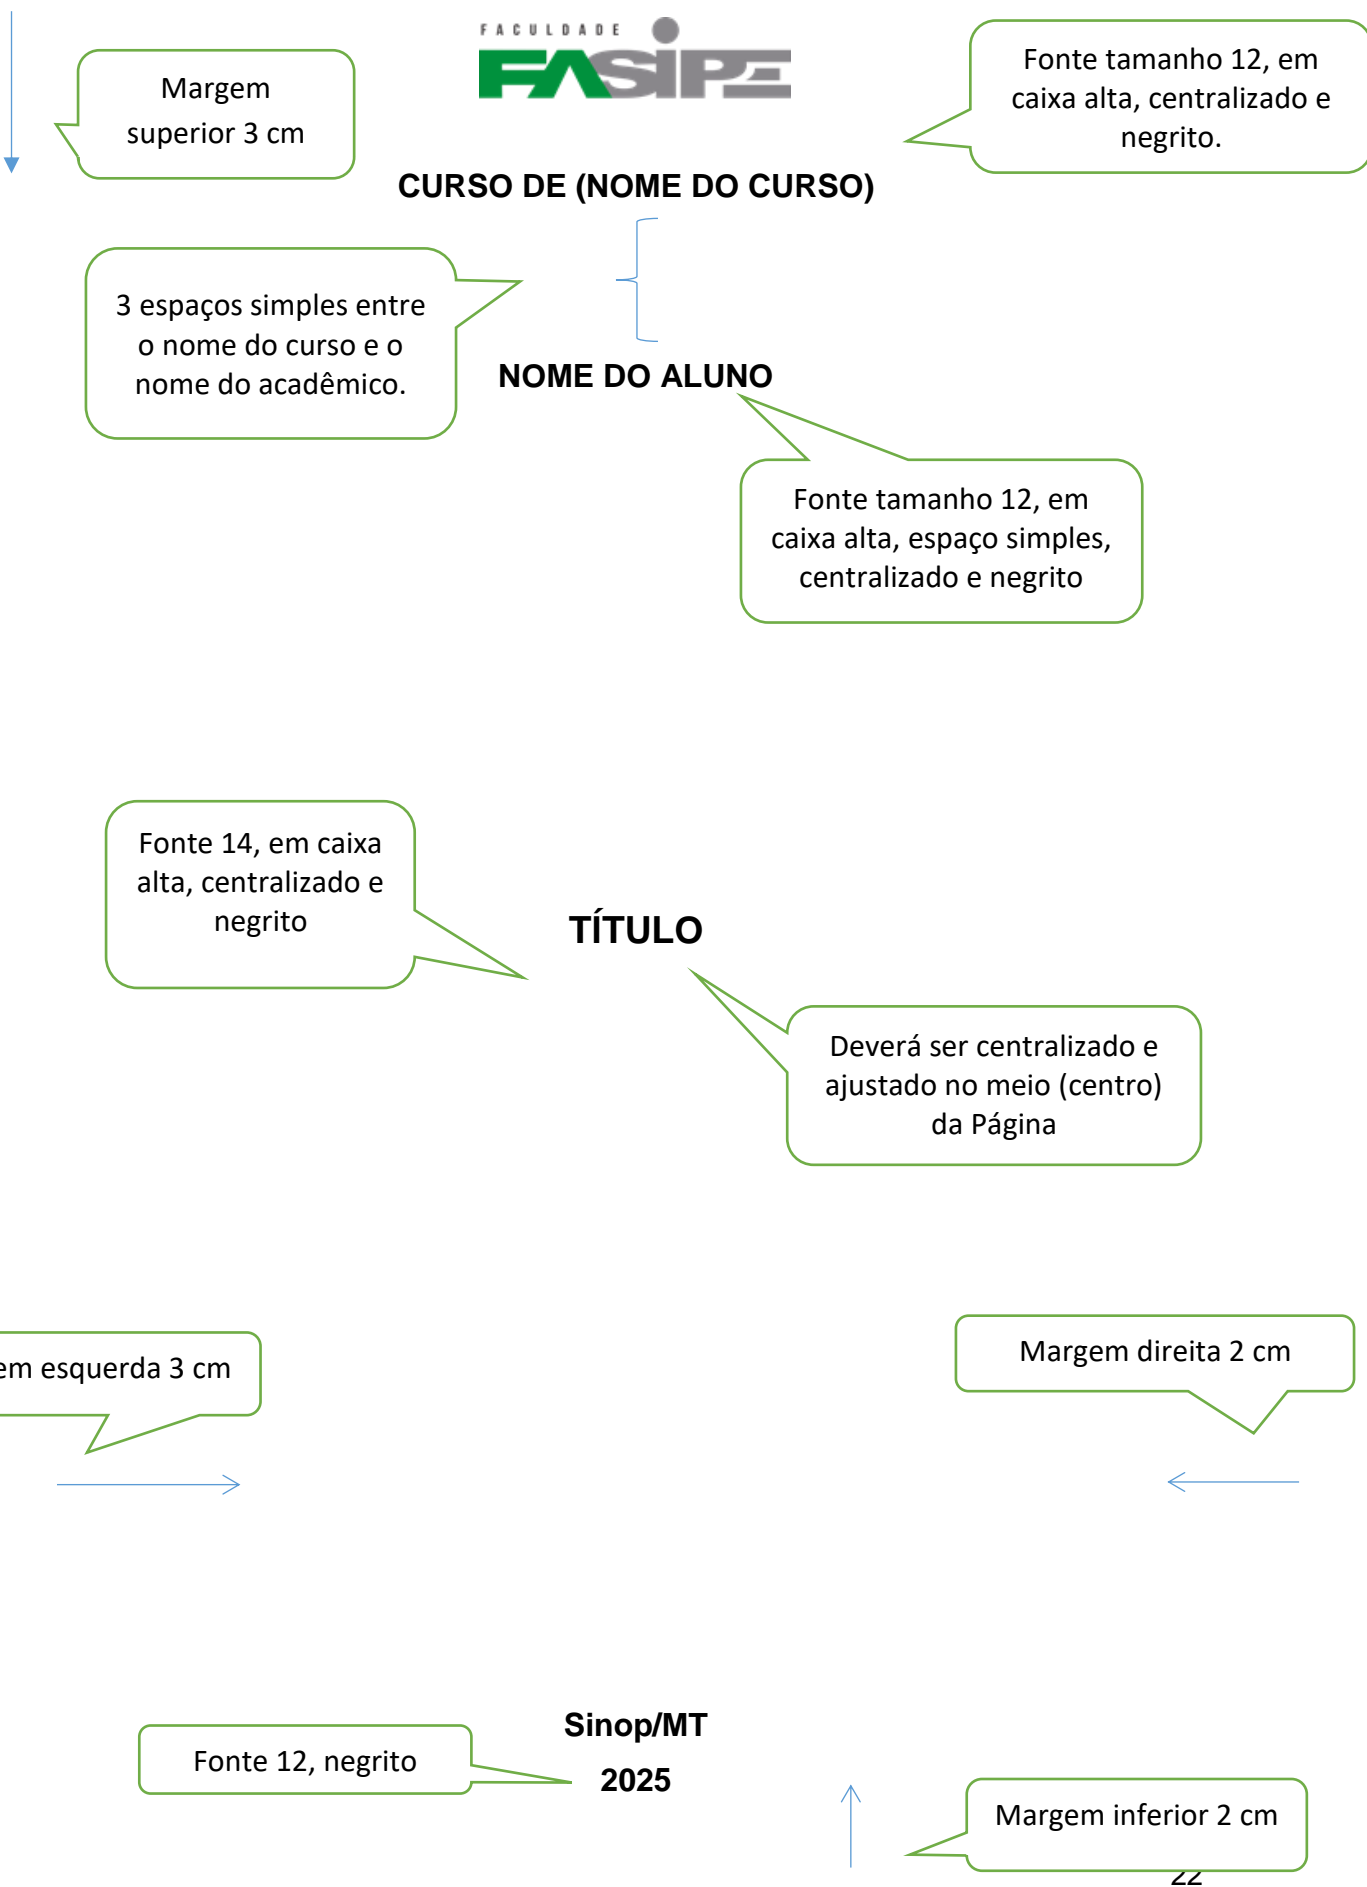 FACULDADE
FASIPE
Margem
superior 3 cm
Fonte tamanho 12, em
caixa alta, centralizado e
negrito.
CURSO DE (NOME DO CURSO)
3 espaços simples entre
o nome do curso e o
nome do acadêmico.
NOME DO ALUNO
Fonte tamanho 12, em
caixa alta, espaço simples,
centralizado e negrito
Fonte 14, em caixa
alta, centralizado e
negrito
TÍTULO
Deverá ser centralizado e
ajustado no meio (centro)
da Página
em esquerda 3 cm
Margem direita 2 cm
Sinop/MT
Fonte 12, negrito
2025
Margem inferior 2 cm
22